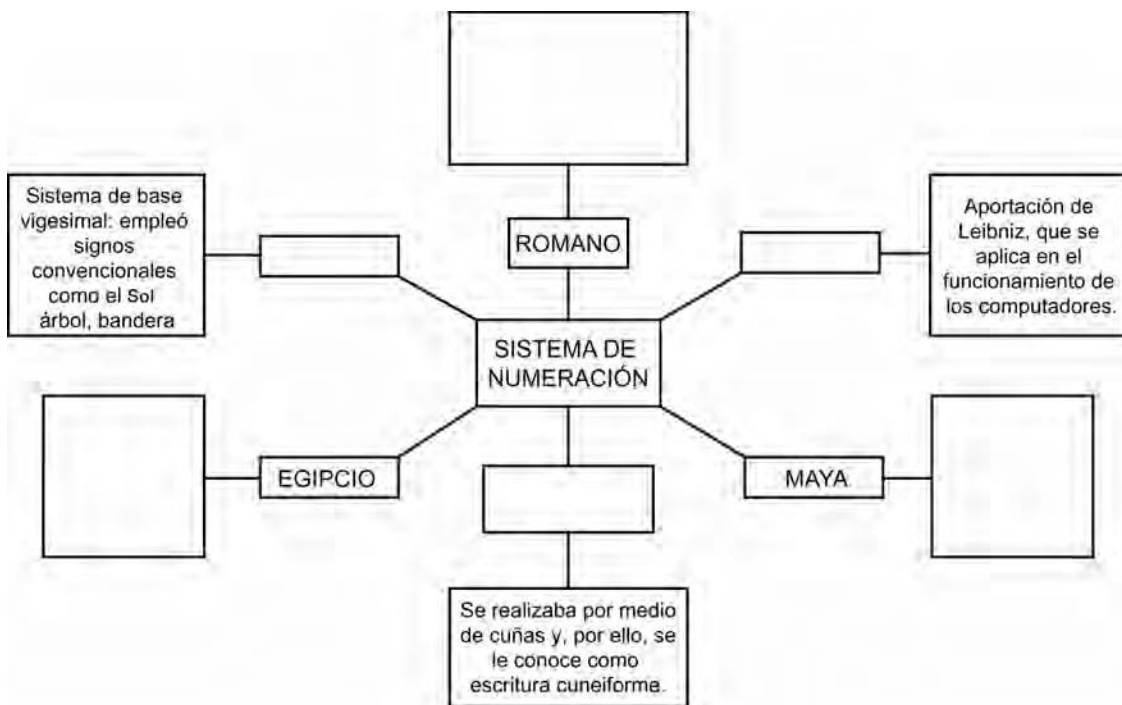 Sistema de base
vigesimal: empleó
signos
convencionales
como el Sol
árbol, bandera
ROMANO
Aportación de
Leibniz, que se
aplica en el
funcionamiento de
los computadores.
SISTEMA DE
NUMERACIÓN
EGIPCIO
MAYA
Se realizaba por medio
de cuñas y, por ello, se
le conoce como
escritura cuneiforme.